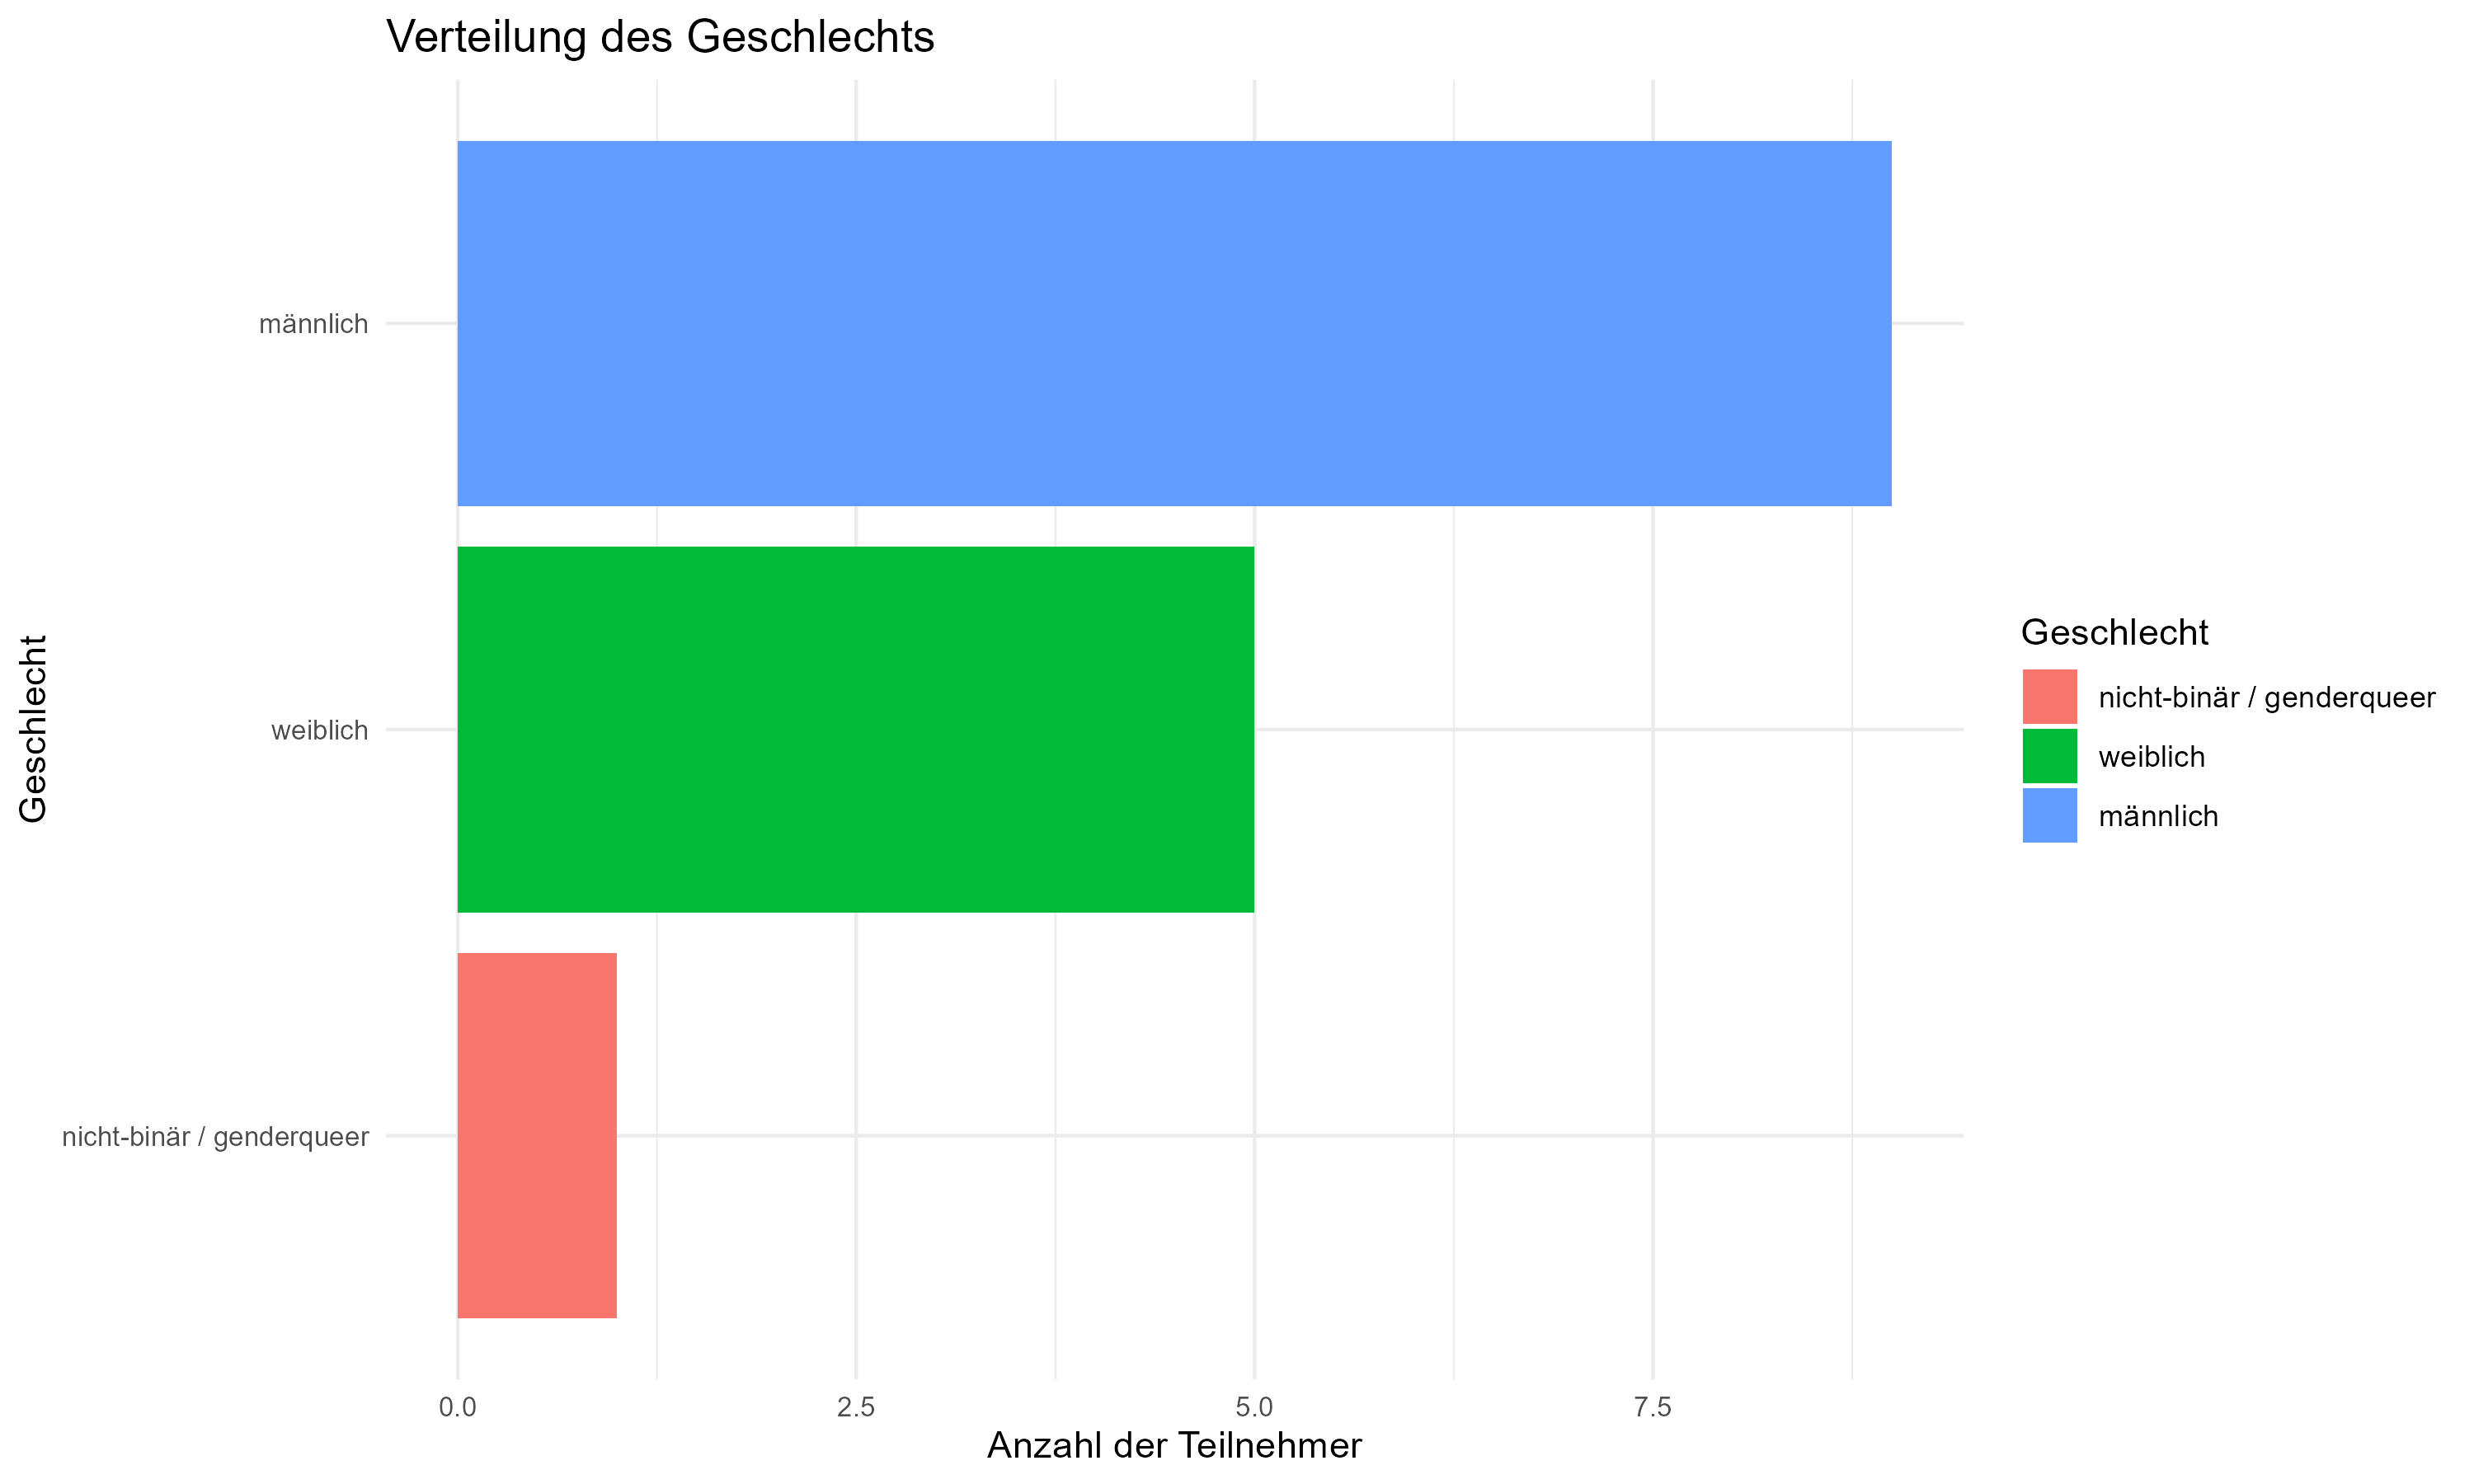 Verteilung des Geschlechts
Geschlecht
männlich
weiblich
nicht-binär / genderqueer
0.0
2.5
5.0
7.5
Anzahl der Teilnehmer
Geschlecht
nicht-binär / genderqueer
weiblich
männlich